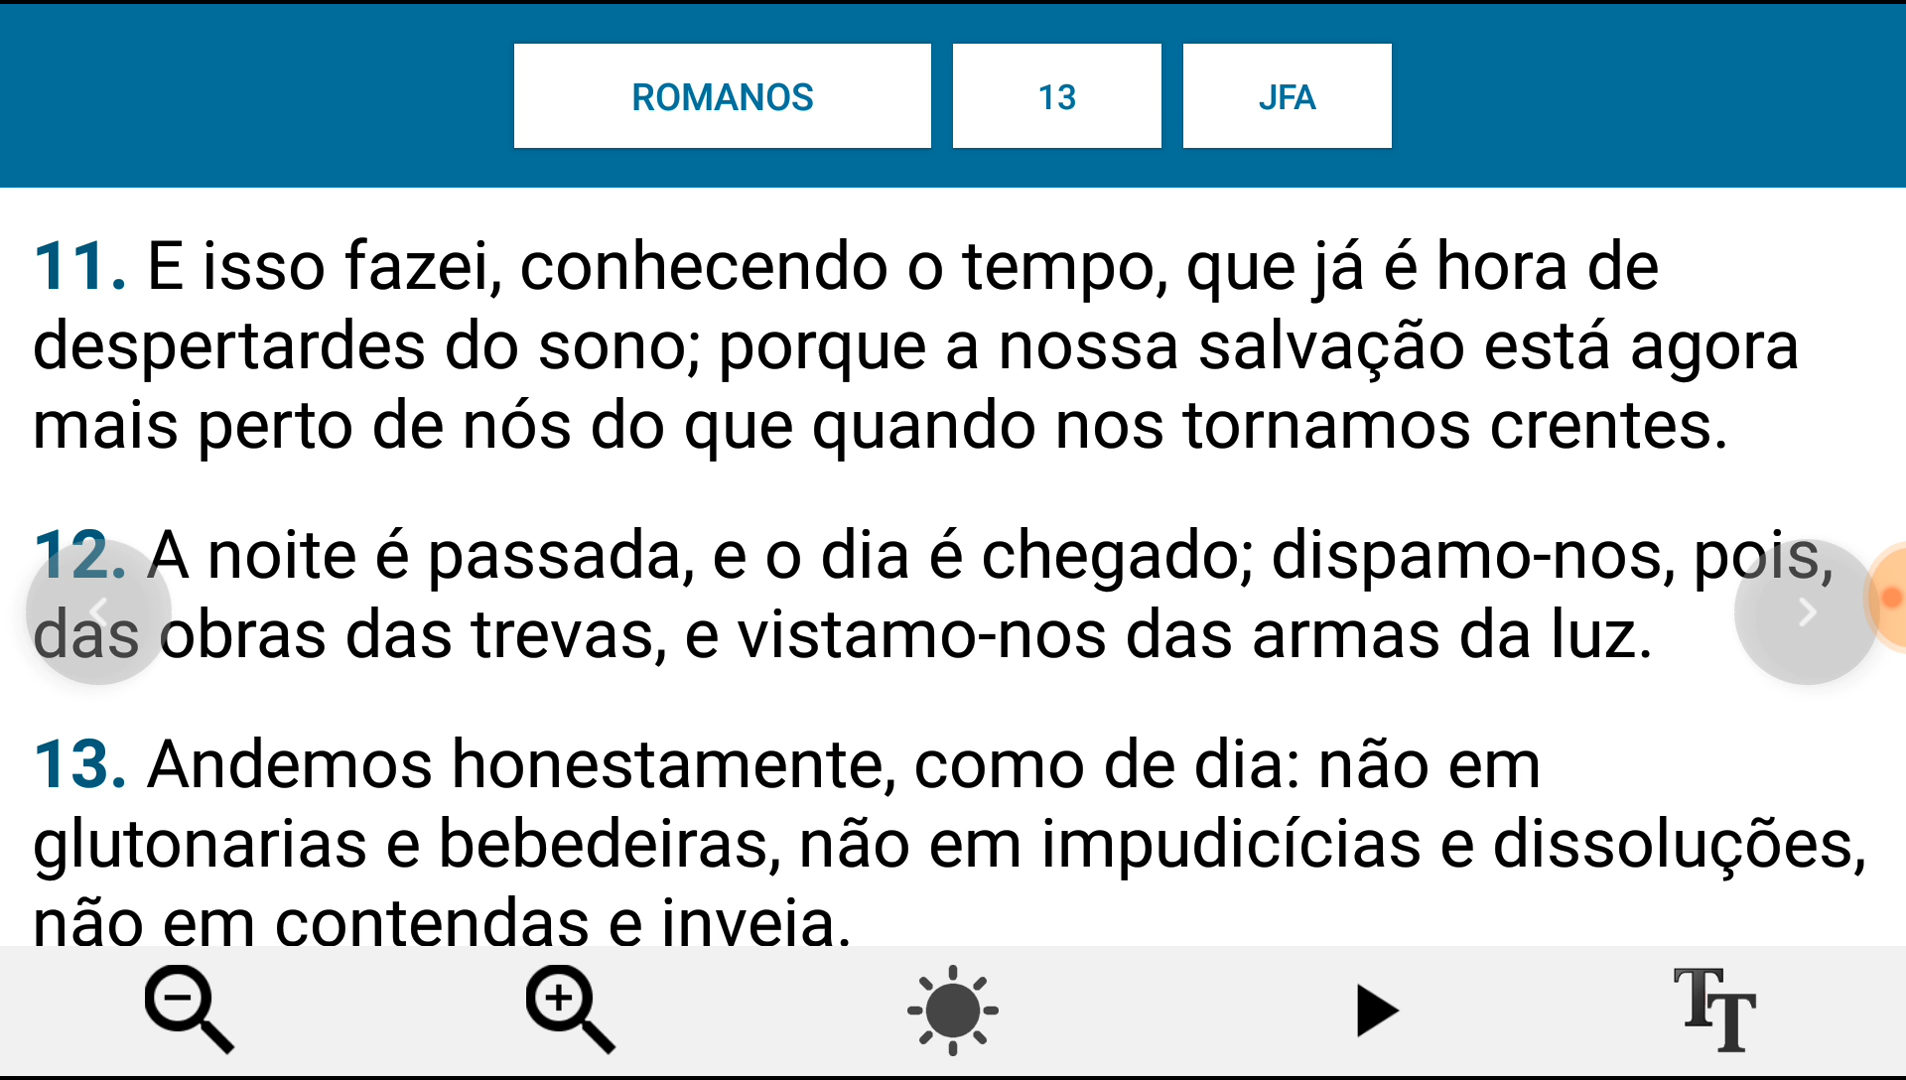 ROMANOS 13 JFA
11. E isso fazei, conhecendo o tempo, que já é hora de
despertardes do sono; porque a nossa salvação está agora
mais perto de nós do que quando nos tornamos crentes.
12. A noite é passada, e o dia é chegado; dispamo-nos, pois,
das obras das trevas, e vistamo-nos das armas da luz.
13. Andemos honestamente, como de dia: não em
glutonarias e bebedeiras, não em impudicícias e dissoluções,
não em contendas e inveja.